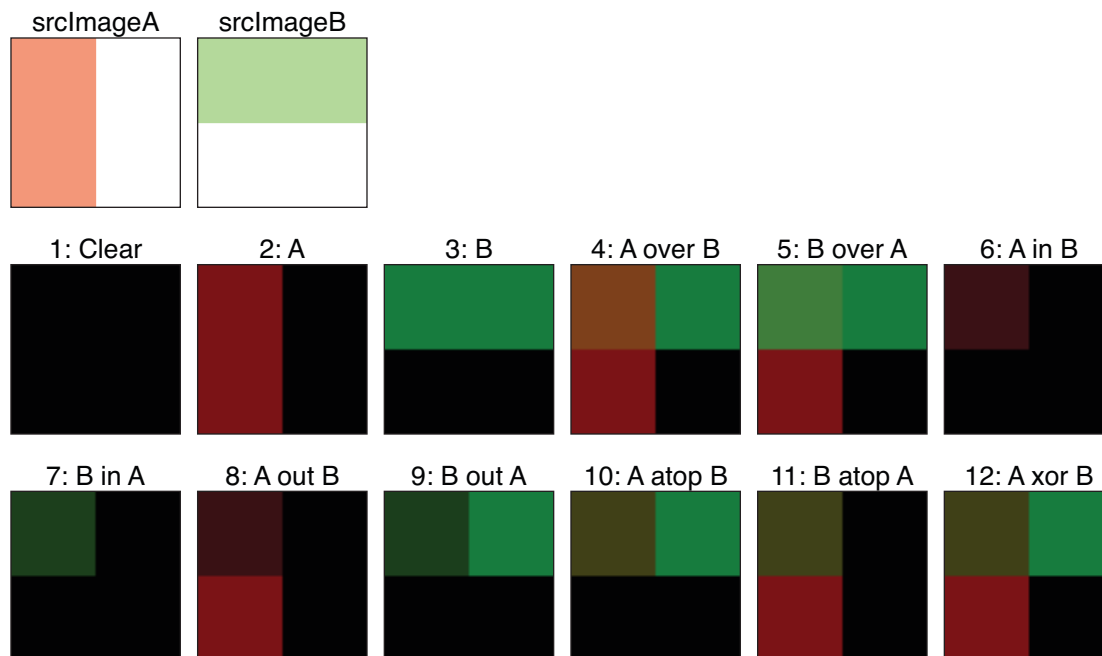 srcImageA srcImageB
1: Clear 2: A 3: B 4: A over B 5: B over A 6: A in B
7: B in A 8: A out B 9: B out A 10: A atop B 11: B atop A 12: A xor B